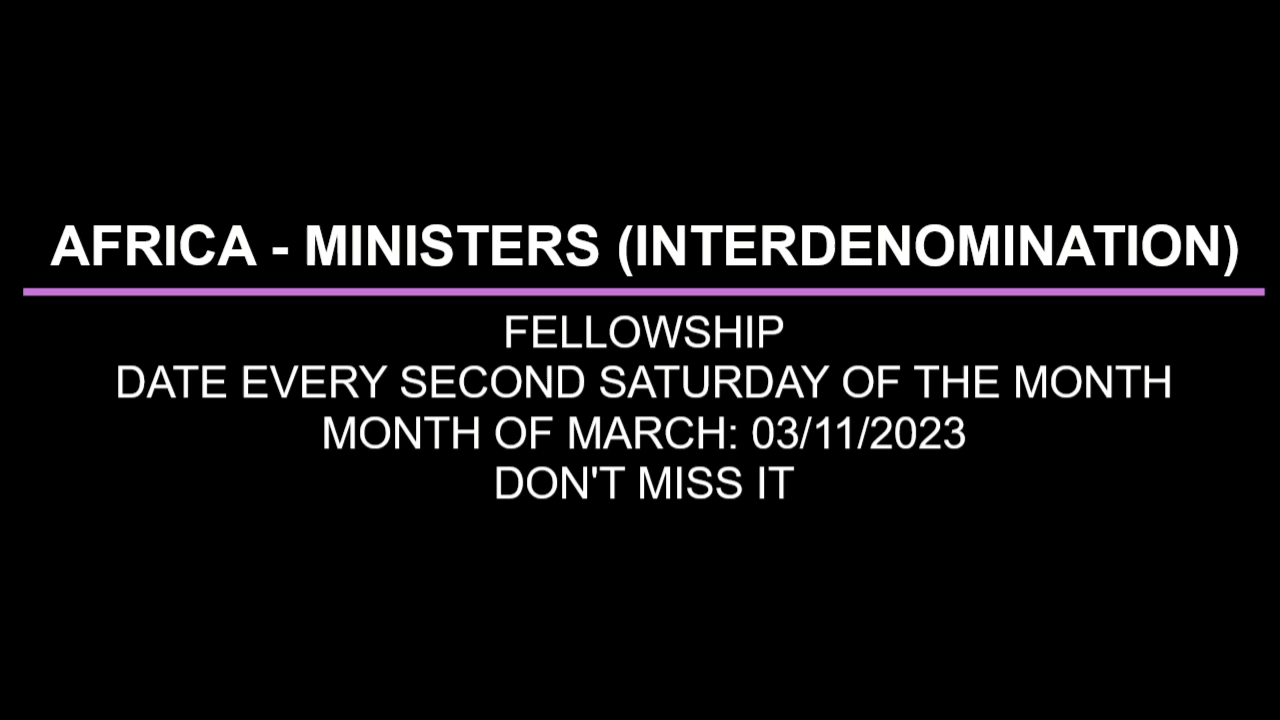 AFRICA - MINISTERS (INTERDENOMINATION)
FELLOWSHIP
DATE EVERY SECOND SATURDAY OF THE MONTH
MONTH OF MARCH: 03/11/2023
DON'T MISS IT